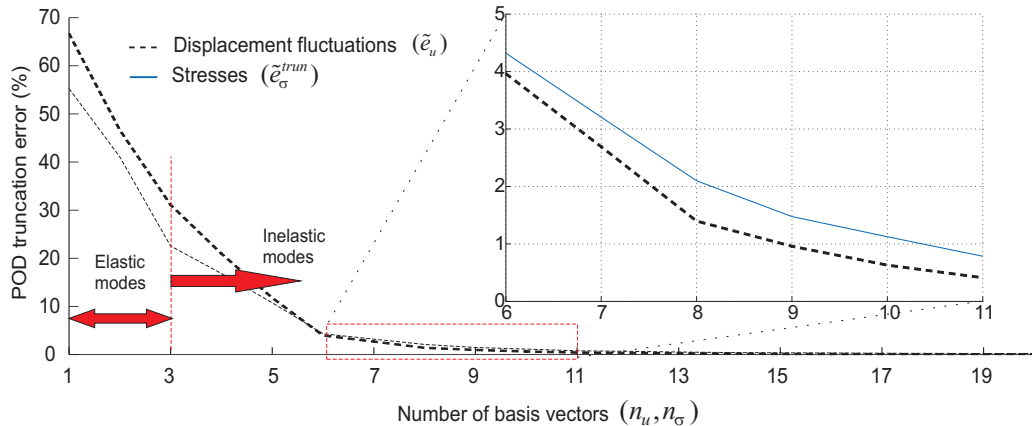 POD truncation error (%)
70
60
50
40
30
20
10
0
Displacement fluctuations (ẽ_u)
Stresses (ẽ_σ^trun)
Elastic
modes
Inelastic
modes
5
4
3
2
1
0
6 7 8 9 10 11
1 3 5 7 9 11 13 15 17 19
Number of basis vectors (n_u, n_σ)